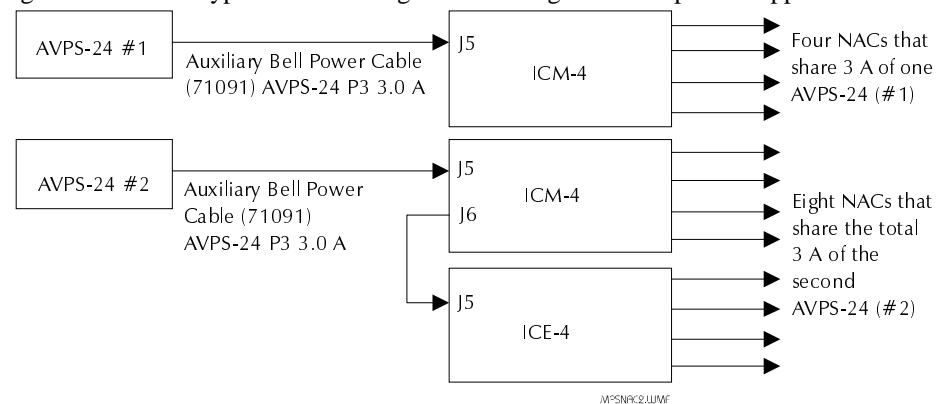 AVPS-24 #1
Auxiliary Bell Power Cable
(71091) AVPS-24 P3 3.0 A
J5
ICM-4
Four NACs that
share 3 A of one
AVPS-24 (#1)
AVPS-24 #2
Auxiliary Bell Power
Cable (71091)
AVPS-24 P3 3.0 A
J5
J6
ICM-4
Eight NACs that
share the total
3 A of the
second
AVPS-24 (#2)
J5
ICE-4
MPSNAC2.WMF